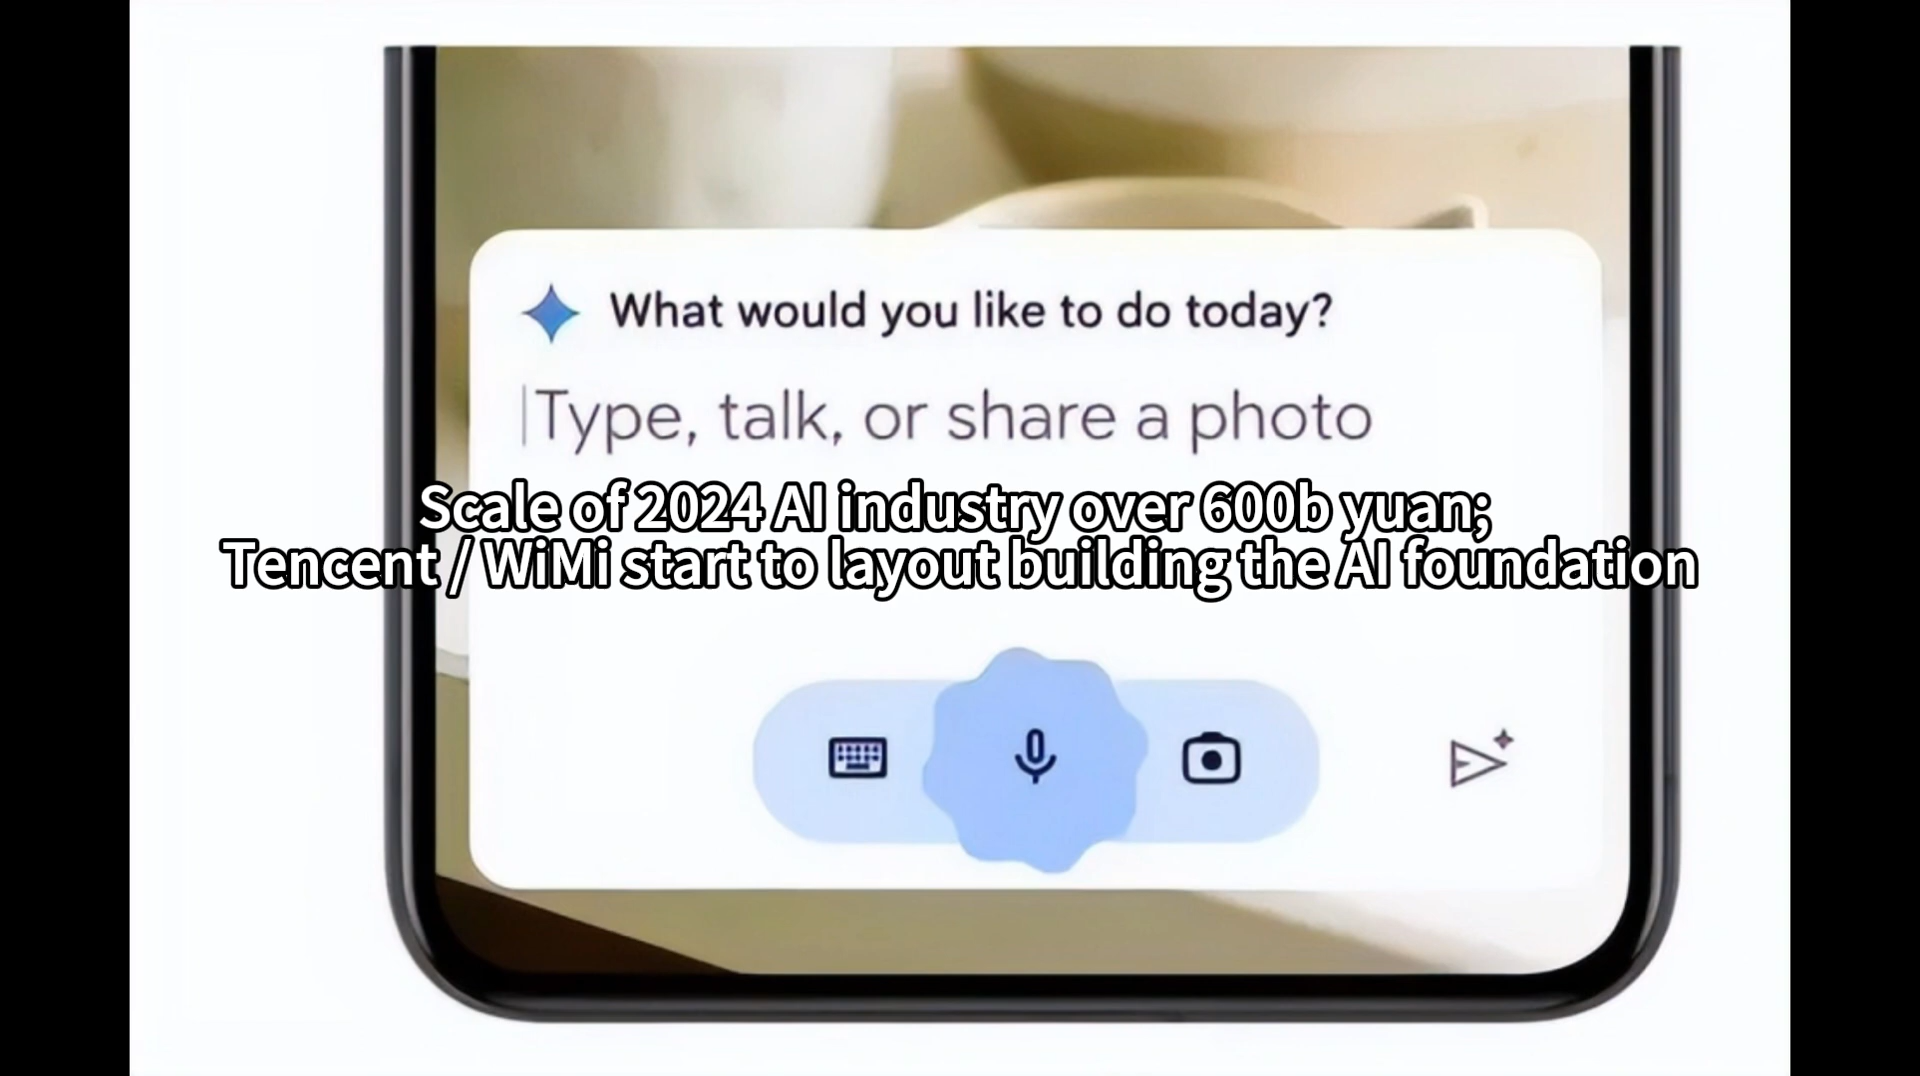 What would you like to do today?
Type, talk, or share a photo
Scale of 2024 AI industry over 600b yuan;
Tencent / WiMi start to layout building the AI foundation